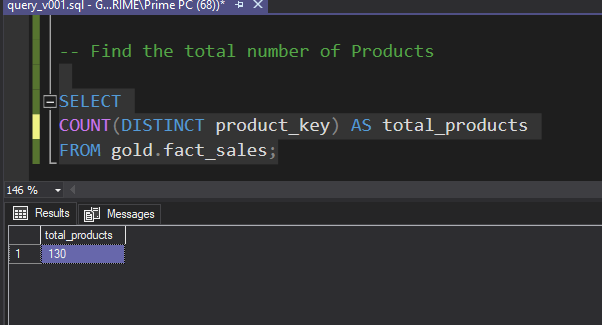 query_v001.sql - G...RIME\Prime PC (68))*
-- Find the total number of Products
SELECT
COUNT(DISTINCT product_key) AS total_products
FROM gold.fact_sales;
146 %
Results Messages
total_products
1 130